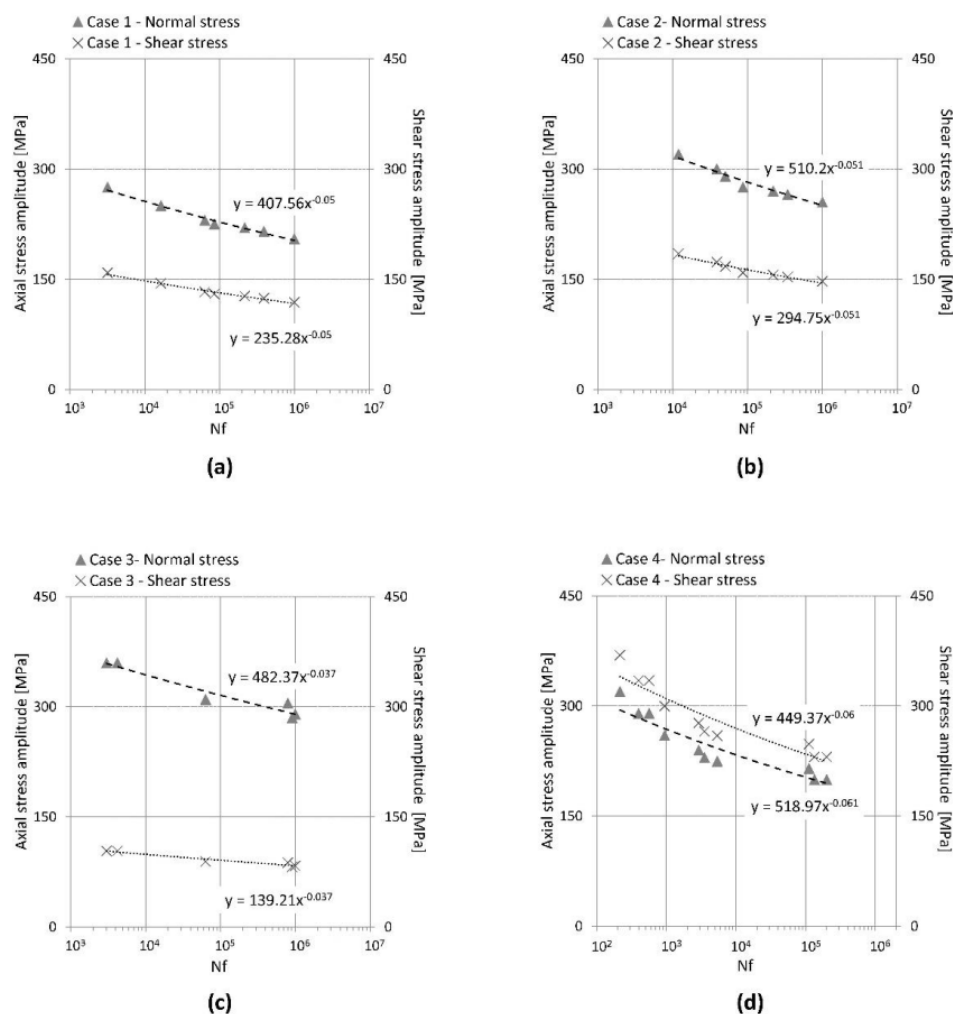 Case 1 - Normal stress
Case 1 - Shear stress
450
300
150
0
Axial stress amplitude [MPa]
y = 407.56x^-0.05
y = 235.28x^-0.05
450
300
150
0
Shear stress amplitude [MPa]
10^3 10^4 10^5 10^6 10^7
Nf
(a)
Case 2 - Normal stress
Case 2 - Shear stress
450
300
150
0
Axial stress amplitude [MPa]
y = 510.2x^-0.051
y = 294.75x^-0.051
450
300
150
0
Shear stress amplitude [MPa]
10^3 10^4 10^5 10^6 10^7
Nf
(b)
Case 3- Normal stress
Case 3 - Shear stress
450
300
150
0
Axial stress amplitude [MPa]
y = 482.37x^-0.037
y = 139.21x^-0.037
450
300
150
0
Shear stress amplitude [MPa]
10^3 10^4 10^5 10^6 10^7
Nf
(c)
Case 4- Normal stress
Case 4 - Shear stress
450
300
150
0
Axial stress amplitude [MPa]
y = 449.37x^-0.06
y = 518.97x^-0.061
450
300
150
0
Shear stress amplitude [MPa]
10^2 10^3 10^4 10^5 10^6
Nf
(d)